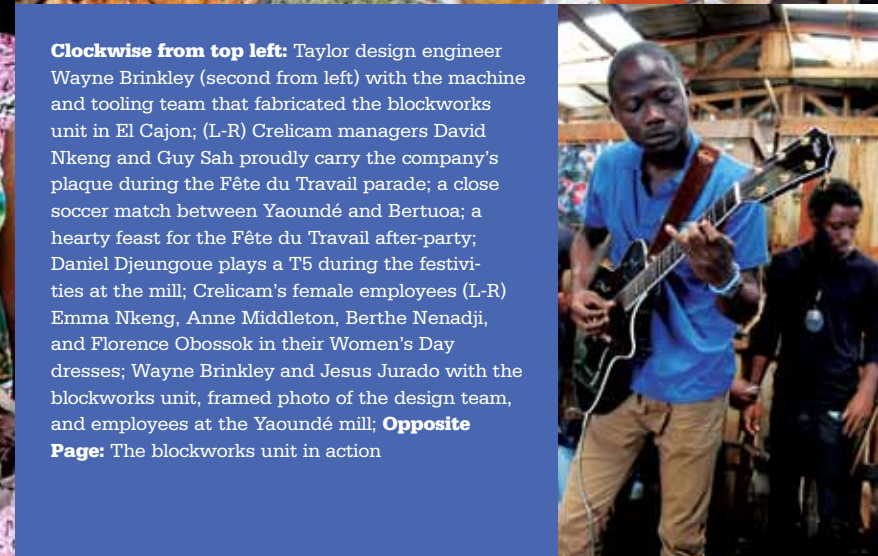 Clockwise from top left: Taylor design engineer
Wayne Brinkley (second from left) with the machine
and tooling team that fabricated the blockworks
unit in El Cajon; (L-R) Crelicam managers David
Nkeng and Guy Sah proudly carry the company's
plaque during the Fête du Travail parade; a close
soccer match between Yaoundé and Bertuoa; a
hearty feast for the Fête du Travail after-party;
Daniel Djeungoue plays a T5 during the festivi-
ties at the mill; Crelicam's female employees (L-R)
Emma Nkeng, Anne Middleton, Berthe Nenadji,
and Florence Obossok in their Women's Day
dresses; Wayne Brinkley and Jesus Jurado with the
blockworks unit, framed photo of the design team,
and employees at the Yaoundé mill; Opposite
Page: The blockworks unit in action